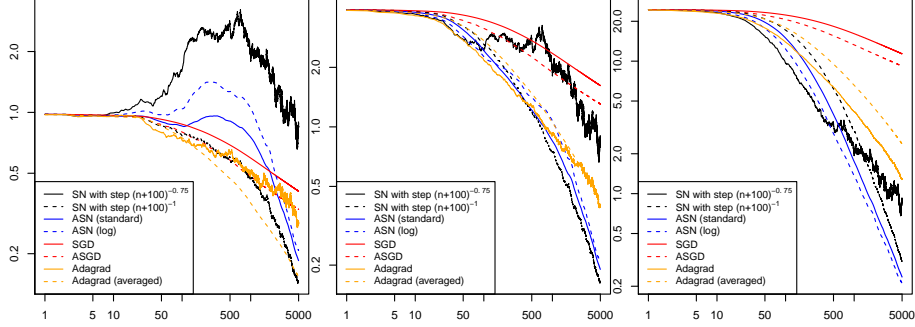 2.0
1.0
0.5
0.2
SN with step (n+100)^−0.75
SN with step (n+100)^−1
ASN (standard)
ASN (log)
SGD
ASGD
Adagrad
Adagrad (averaged)
1 5 10 50 500 5000
2.0
1.0
0.5
0.2
SN with step (n+100)^−0.75
SN with step (n+100)^−1
ASN (standard)
ASN (log)
SGD
ASGD
Adagrad
Adagrad (averaged)
1 5 10 50 500 5000
20.0
10.0
5.0
2.0
1.0
0.5
0.2
SN with step (n+100)^−0.75
SN with step (n+100)^−1
ASN (standard)
ASN (log)
SGD
ASGD
Adagrad
Adagrad (averaged)
1 5 10 50 500 5000